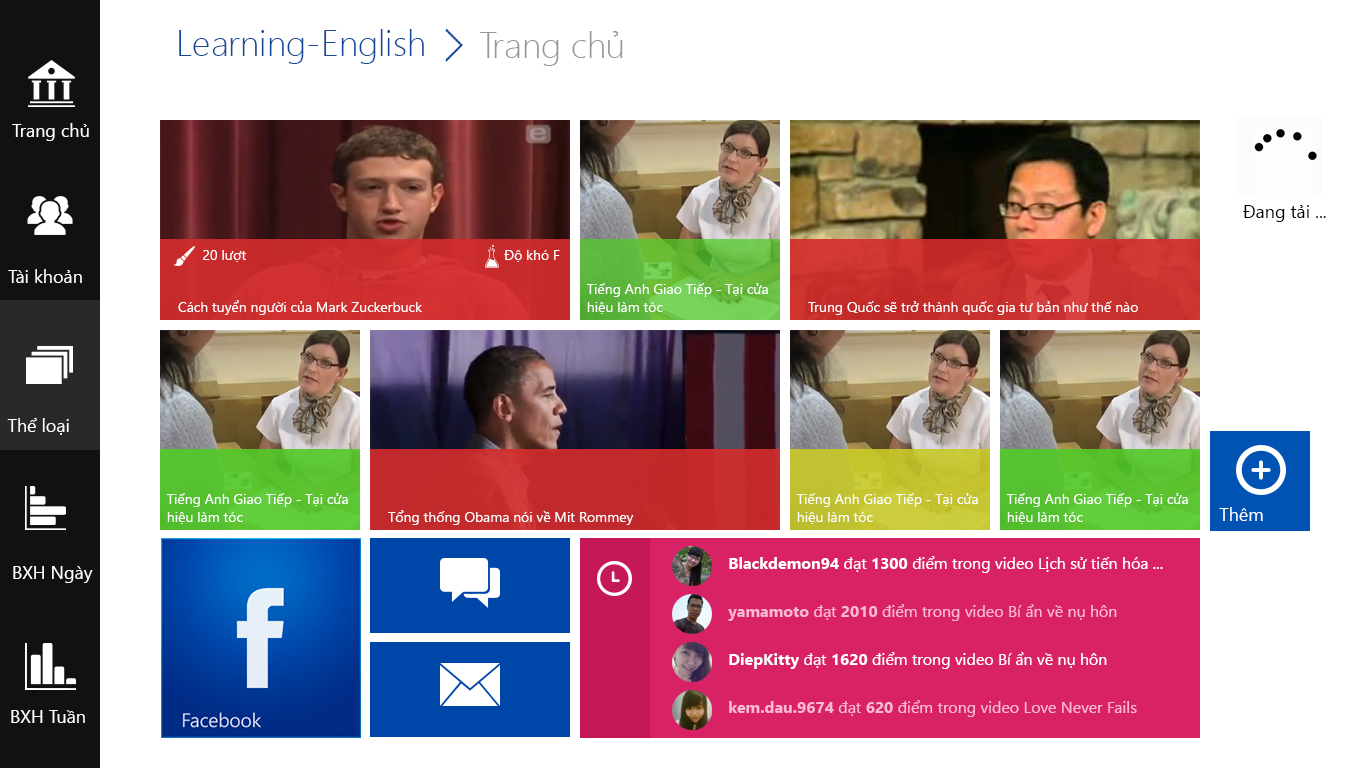 Learning-English
Trang chủ
Trang chủ
Tài khoản
Thể loại
BXH Ngày
BXH Tuần
e
20 lượt
Độ khó F
Cách tuyển người của Mark Zuckerbuck
Tiếng Anh Giao Tiếp - Tại cửa
hiệu làm tóc
Trung Quốc sẽ trở thành quốc gia tư bản như thế nào
Đang tải ...
Tiếng Anh Giao Tiếp - Tại cửa
hiệu làm tóc
Tổng thống Obama nói về Mit Rommey
Tiếng Anh Giao Tiếp - Tại cửa
hiệu làm tóc
Tiếng Anh Giao Tiếp - Tại cửa
hiệu làm tóc
Thêm
f
Facebook
Blackdemon94 đạt 1300 điểm trong video Lịch sử tiến hóa ...
yamamoto đạt 2010 điểm trong video Bí ẩn về nụ hôn
DiepKitty đạt 1620 điểm trong video Bí ẩn về nụ hôn
kem.dau.9674 đạt 620 điểm trong video Love Never Fails